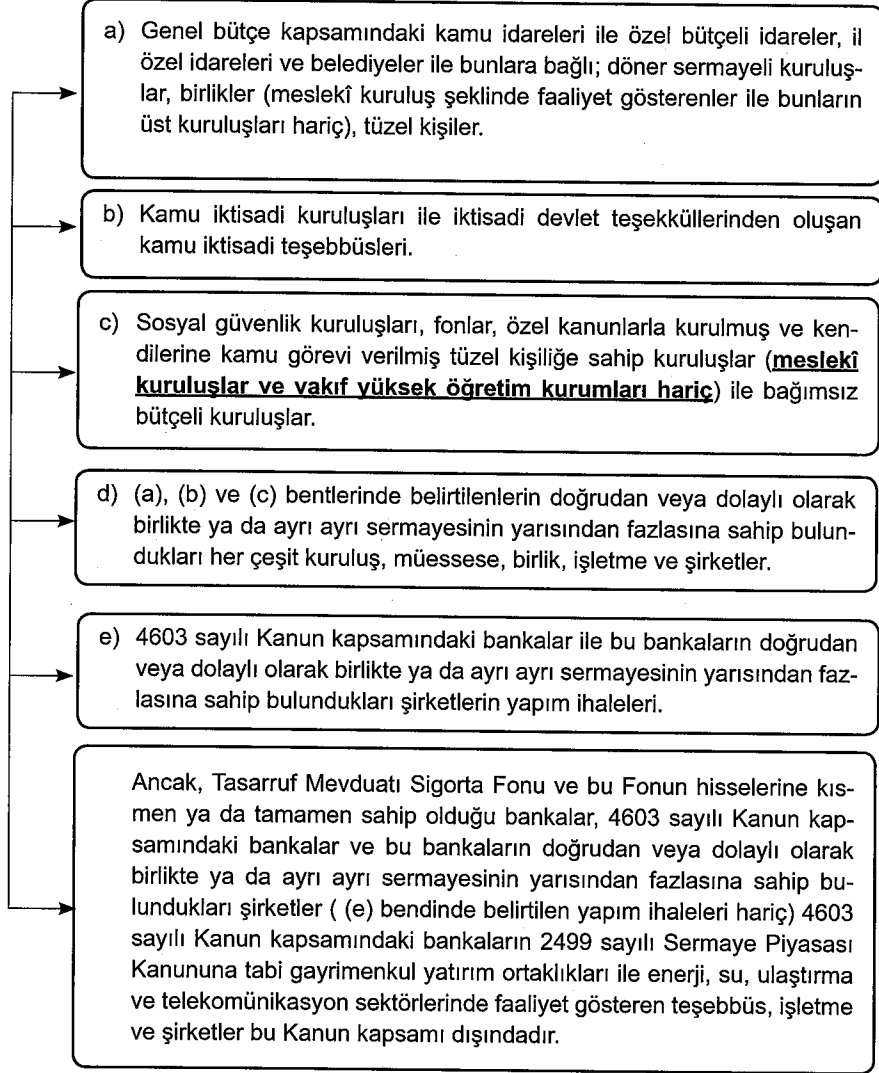 a) Genel bütçe kapsamındaki kamu idareleri ile özel bütçeli idareler, il
özel idareleri ve belediyeler ile bunlara bağlı; döner sermayeli kuruluş-
lar, birlikler (meslekî kuruluş şeklinde faaliyet gösterenler ile bunların
üst kuruluşları hariç), tüzel kişiler.
b) Kamu iktisadi kuruluşları ile iktisadi devlet teşekküllerinden oluşan
kamu iktisadi teşebbüsleri.
c) Sosyal güvenlik kuruluşları, fonlar, özel kanunlarla kurulmuş ve ken-
dilerine kamu görevi verilmiş tüzel kişiliğe sahip kuruluşlar (meslekî
kuruluşlar ve vakıf yüksek öğretim kurumları hariç) ile bağımsız
bütçeli kuruluşlar.
d) (a), (b) ve (c) bentlerinde belirtilenlerin doğrudan veya dolaylı olarak
birlikte ya da ayrı ayrı sermayesinin yarısından fazlasına sahip bulun-
dukları her çeşit kuruluş, müessese, birlik, işletme ve şirketler.
e) 4603 sayılı Kanun kapsamındaki bankalar ile bu bankaların doğrudan
veya dolaylı olarak birlikte ya da ayrı ayrı sermayesinin yarısından faz-
lasına sahip bulundukları şirketlerin yapım ihaleleri.
Ancak, Tasarruf Mevduatı Sigorta Fonu ve bu Fonun hisselerine kıs-
men ya da tamamen sahip olduğu bankalar, 4603 sayılı Kanun kap-
samındaki bankalar ve bu bankaların doğrudan veya dolaylı olarak
birlikte ya da ayrı ayrı sermayesinin yarısından fazlasına sahip bu-
lundukları şirketler ( (e) bendinde belirtilen yapım ihaleleri hariç) 4603
sayılı Kanun kapsamındaki bankaların 2499 sayılı Sermaye Piyasası
Kanununa tabi gayrimenkul yatırım ortaklıkları ile enerji, su, ulaştırma
ve telekomünikasyon sektörlerinde faaliyet gösteren teşebbüs, işletme
ve şirketler bu Kanun kapsamı dışındadır.